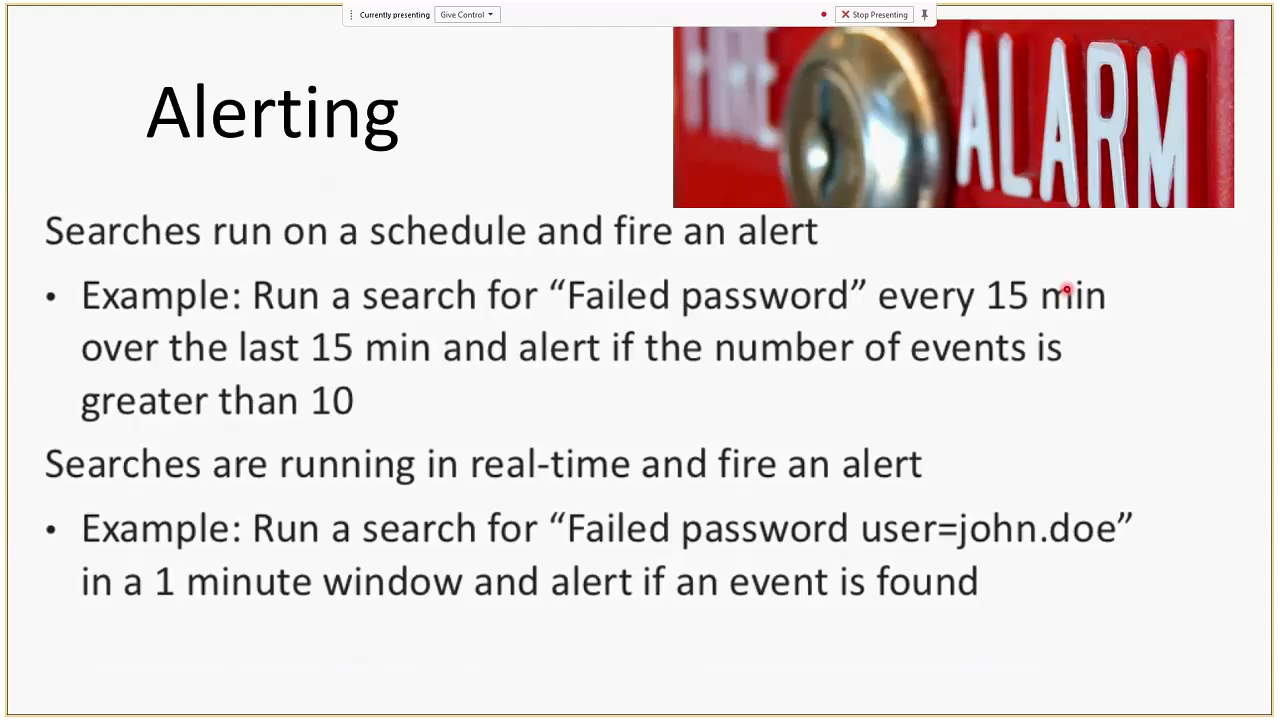 Currently presenting Give Control Stop Presenting
FIRE ALARM
Alerting
Searches run on a schedule and fire an alert
• Example: Run a search for “Failed password” every 15 min
over the last 15 min and alert if the number of events is
greater than 10
Searches are running in real-time and fire an alert
• Example: Run a search for “Failed password user=john.doe”
in a 1 minute window and alert if an event is found